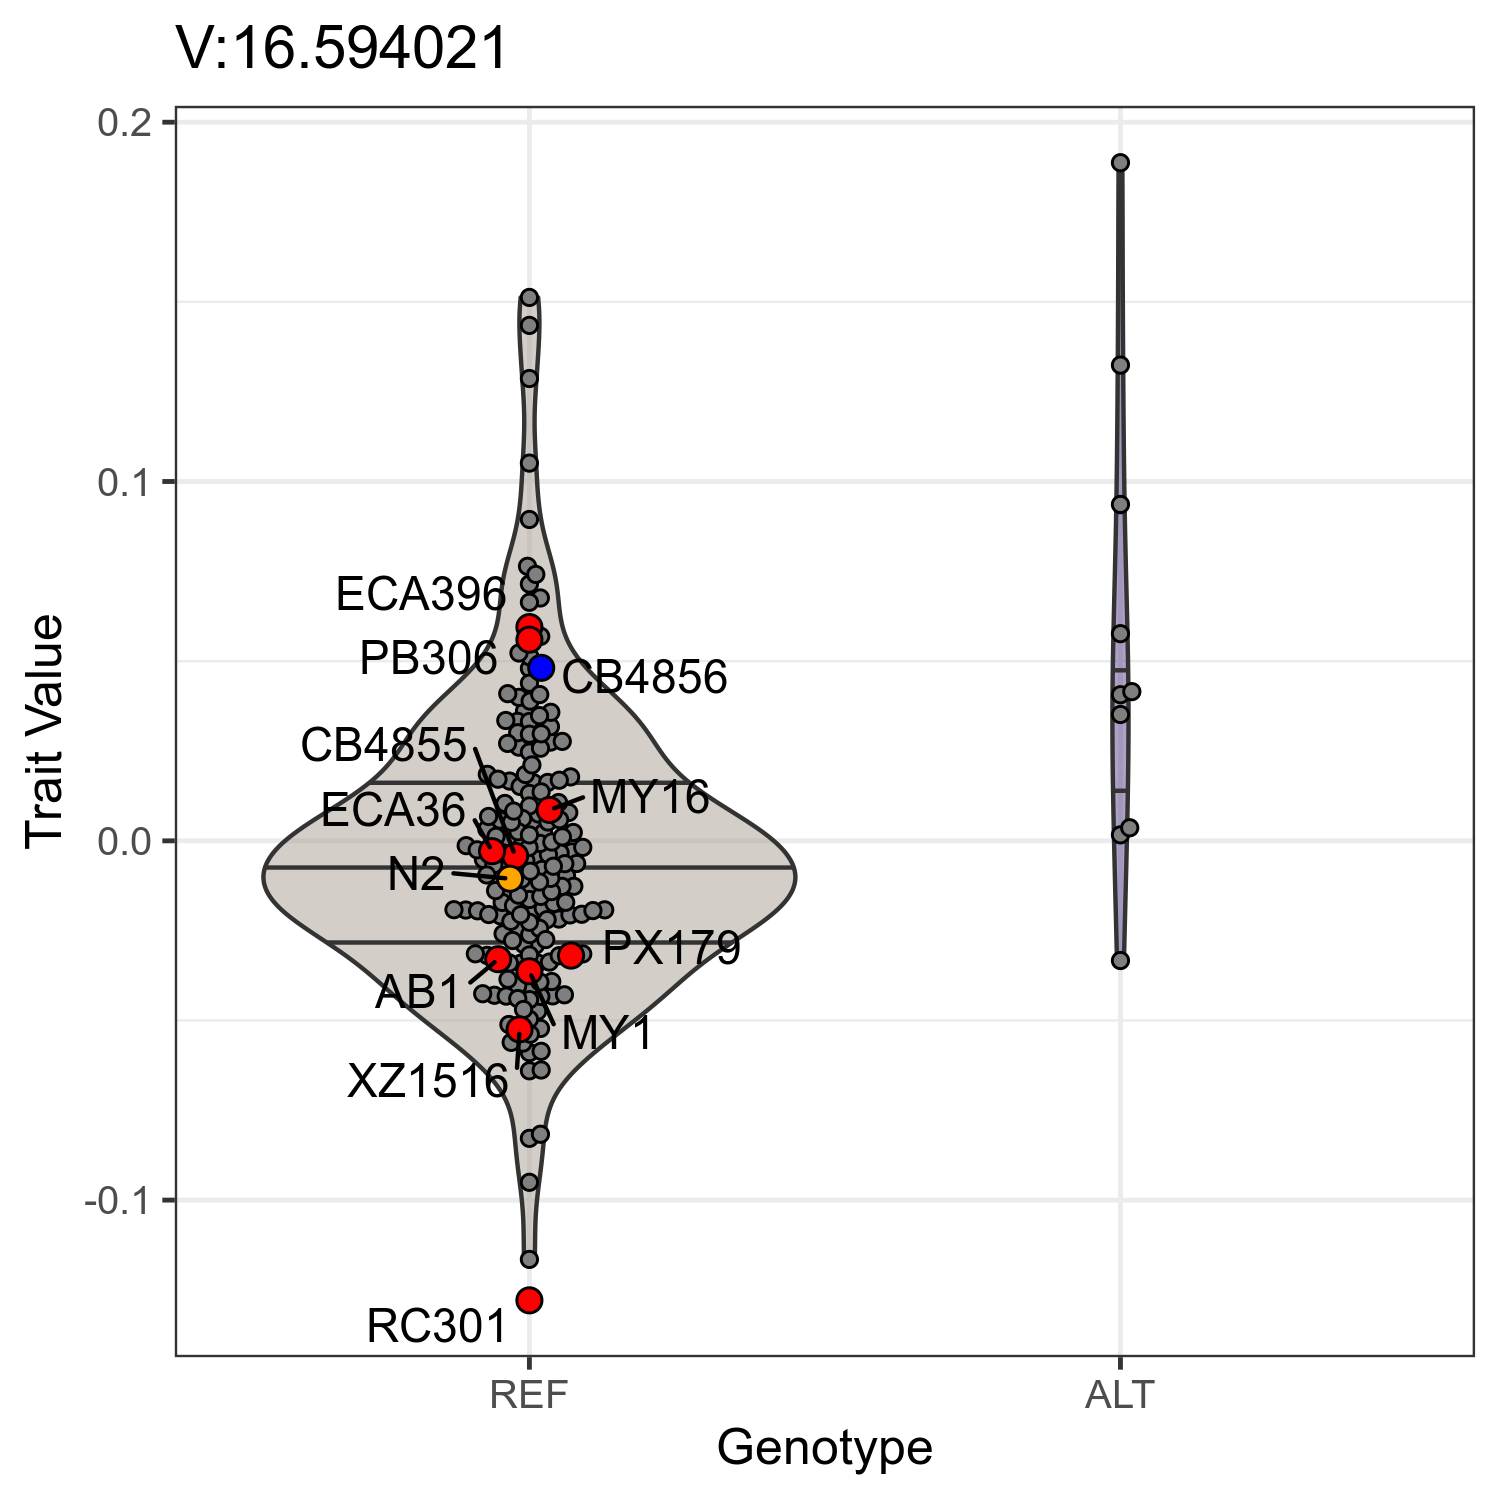 V:16.594021
0.2
0.1
0.0
-0.1
Trait Value
ECA396
PB306
CB4856
CB4855
MY16
ECA36
N2
PX179
AB1
MY1
XZ1516
RC301
REF
ALT
Genotype